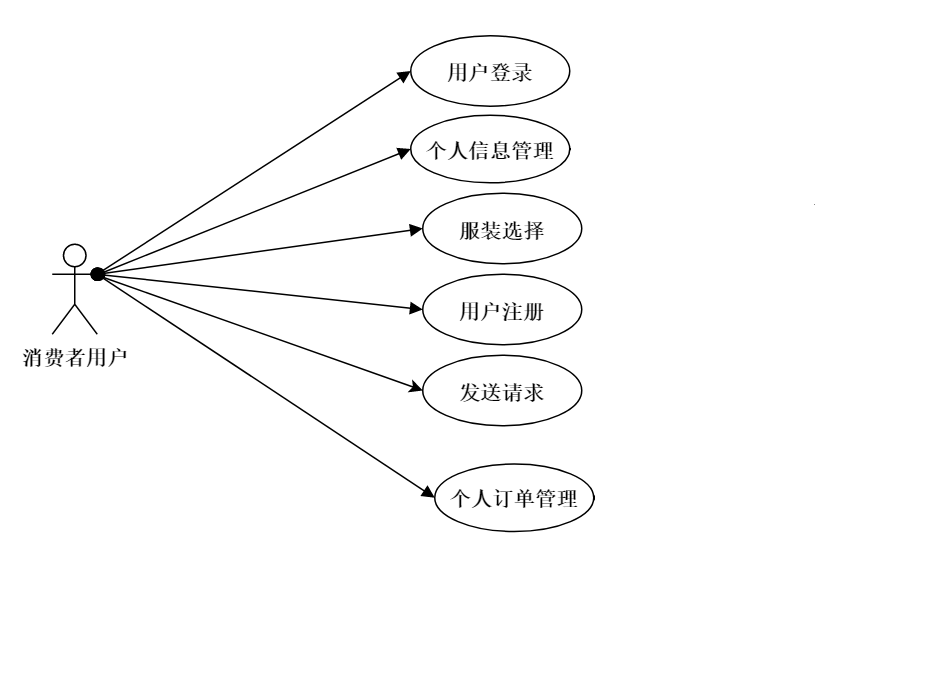 用户登录
个人信息管理
服装选择
用户注册
消费者用户
发送请求
个人订单管理